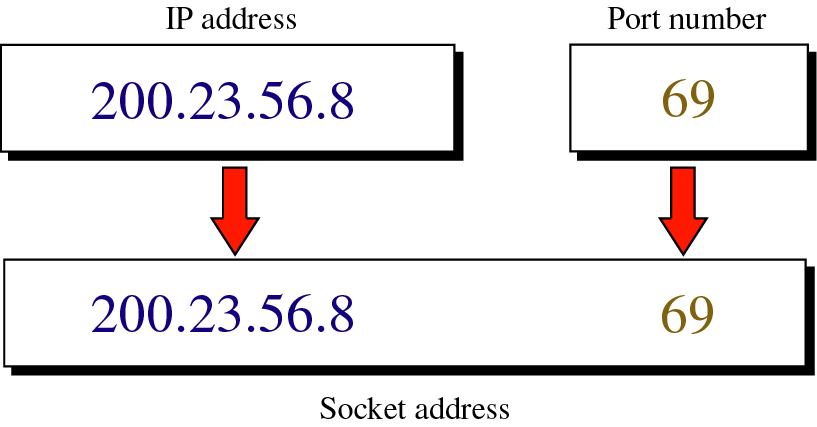 IP address Port number
200.23.56.8 69
200.23.56.8 69
Socket address